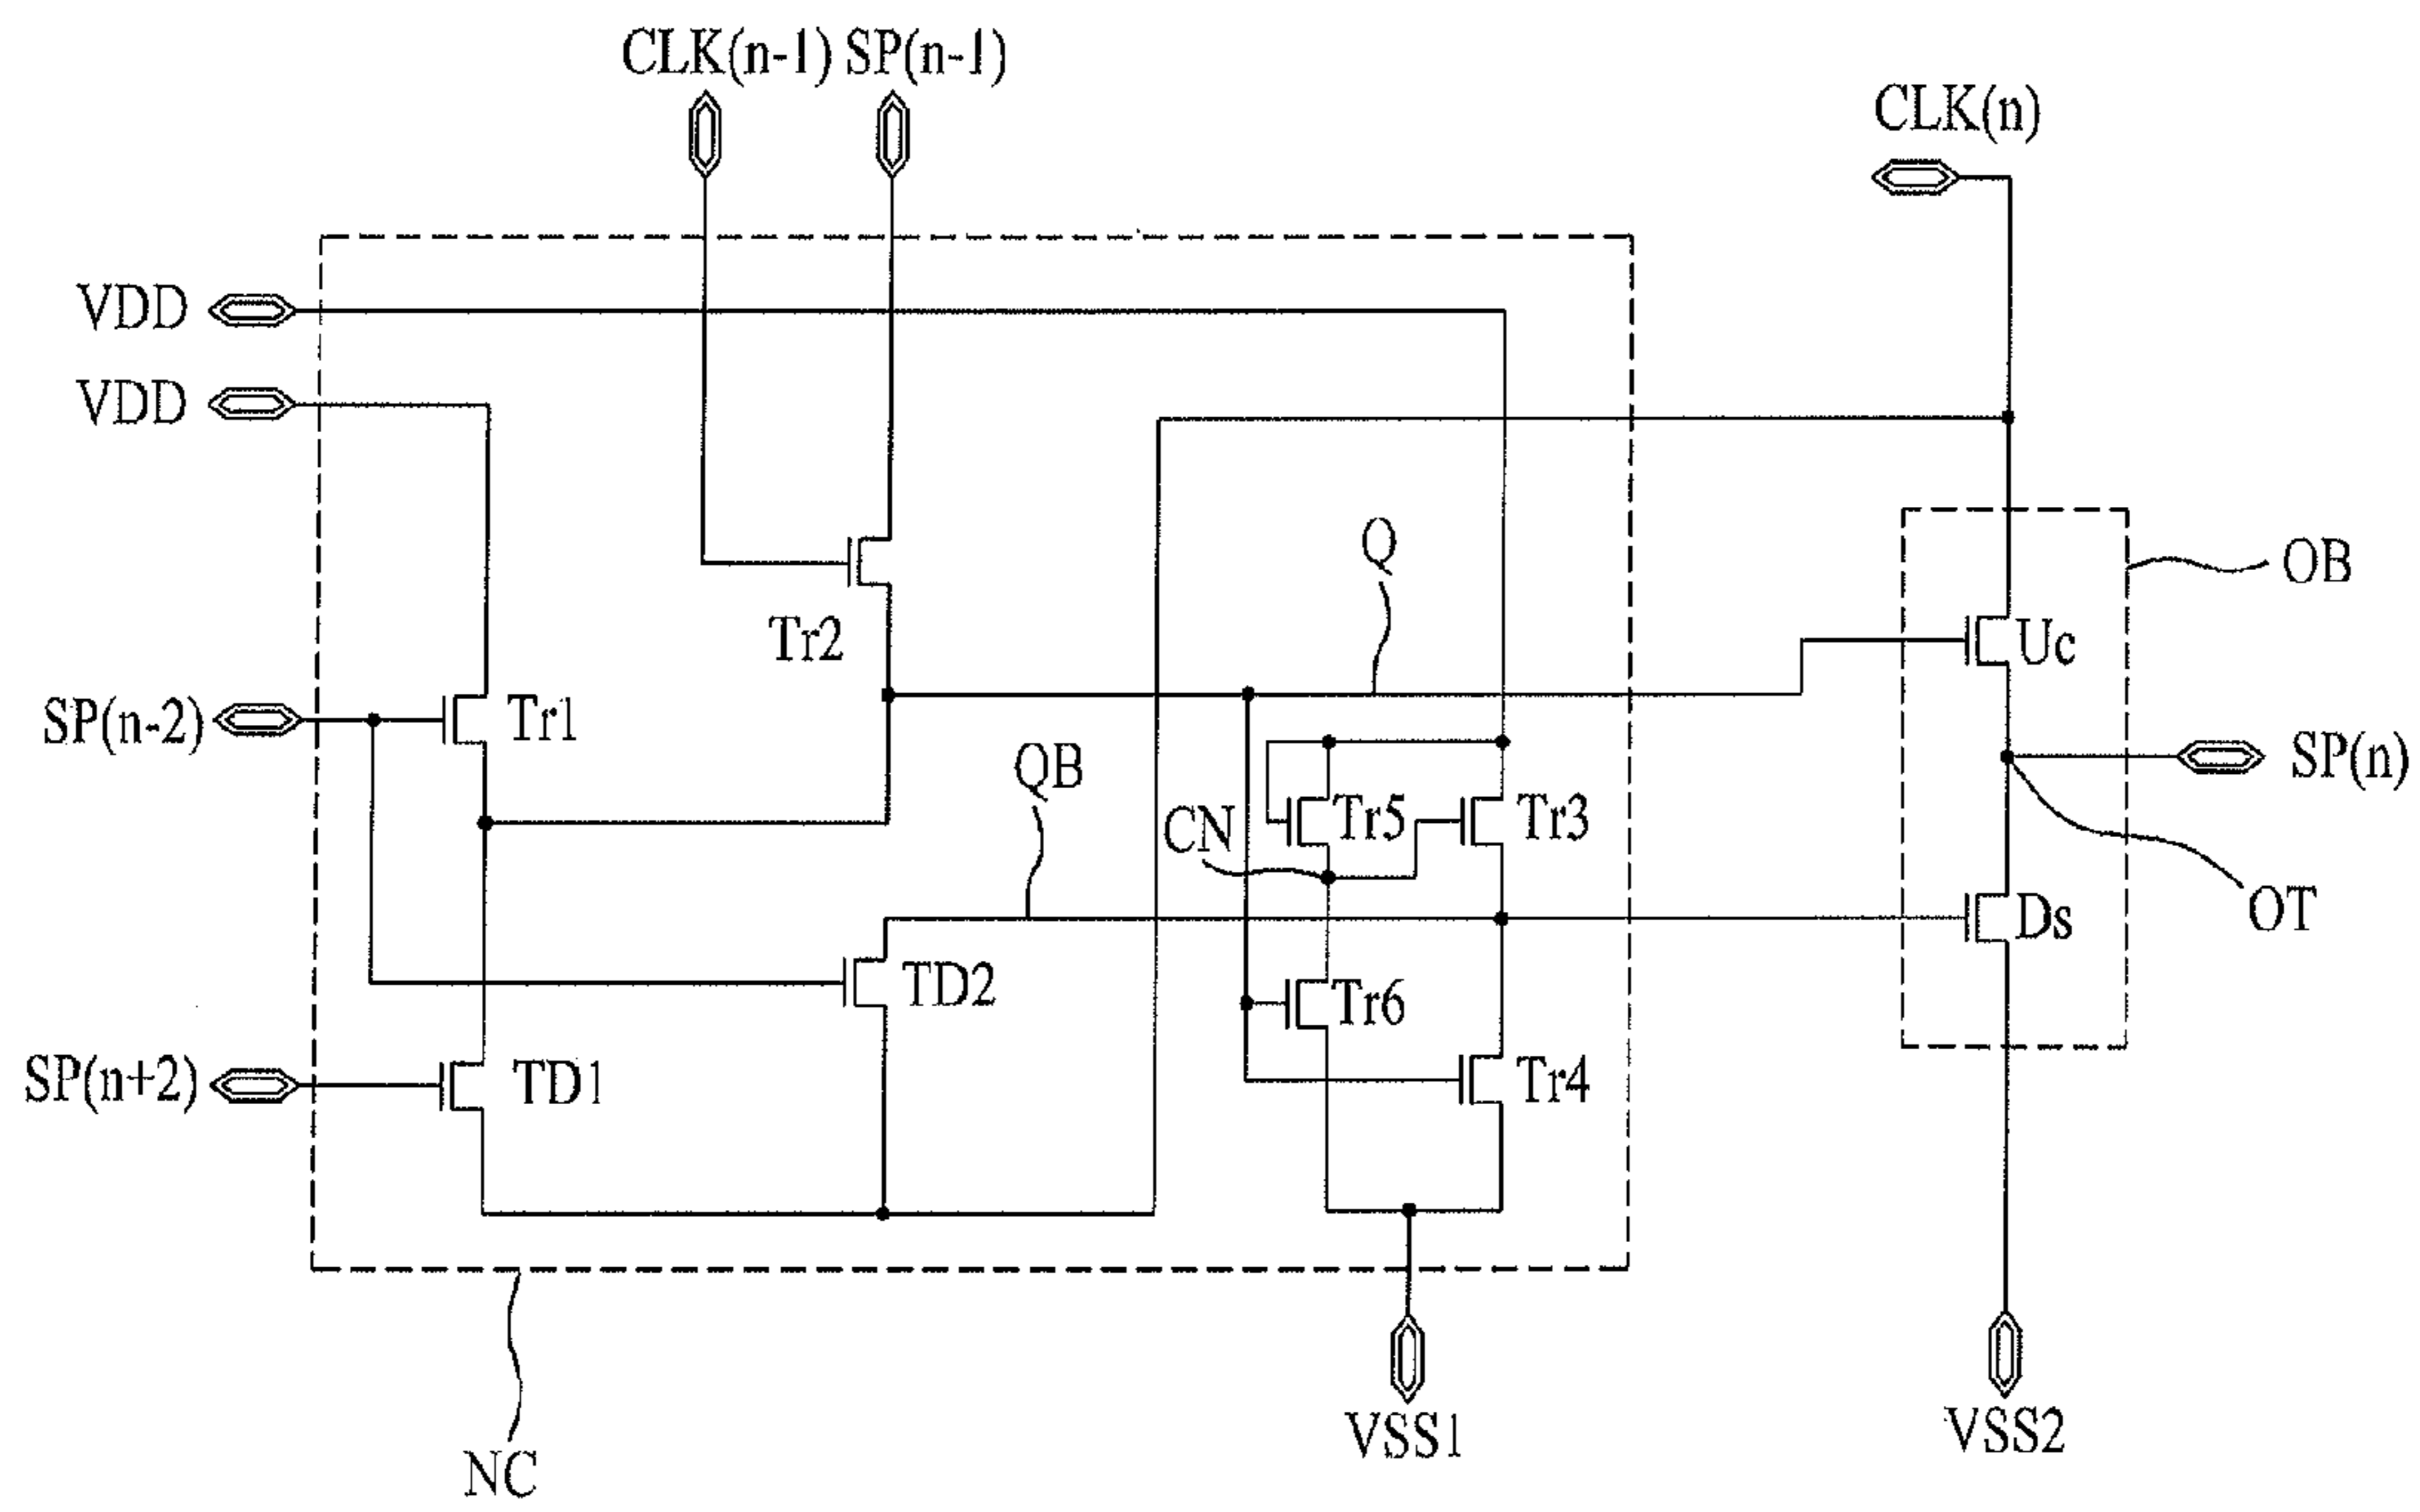 CLK(n-1) SP(n-1)
CLK(n)
VDD
VDD
Q
OB
Tr2
Uc
SP(n-2)
Tr1
QB
SP(n)
CN
Tr5
Tr3
OT
Ds
TD2
Tr6
SP(n+2)
TD1
Tr4
VSS1
VSS2
NC